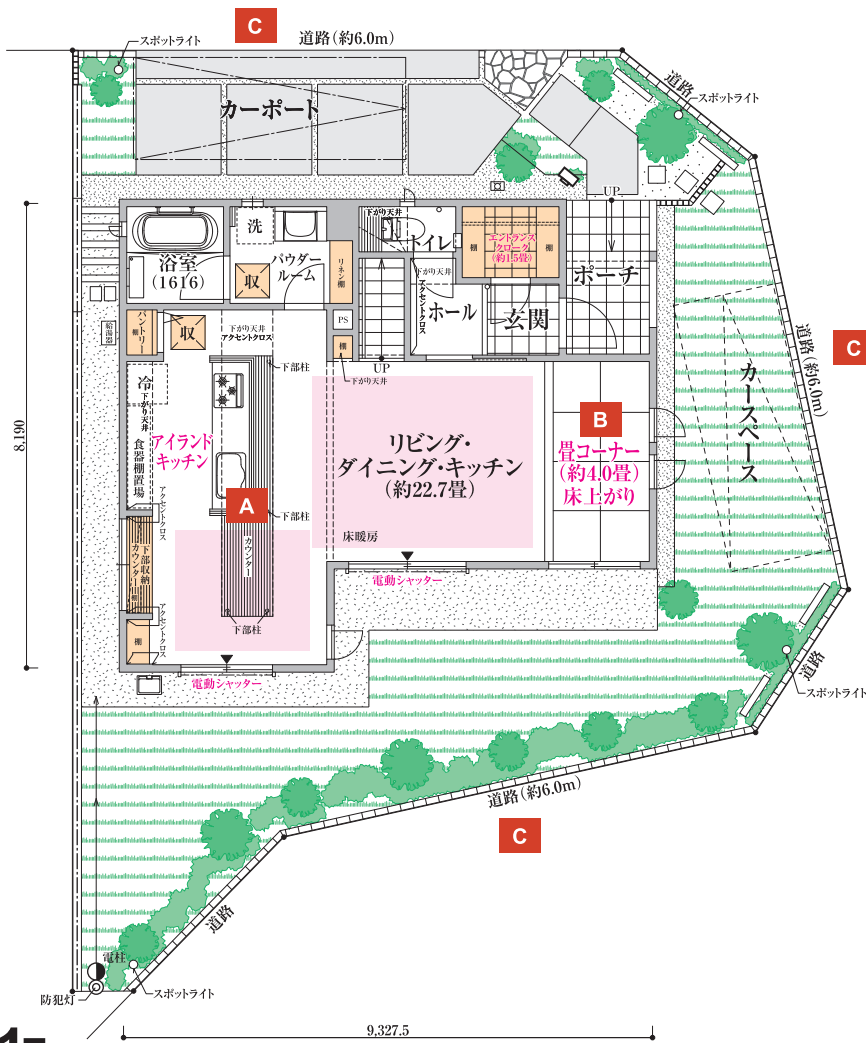 C
道路(約6.0m)
スポットライト
カーポート
道路
スポットライト
UP
洗
浴室
(1616)
パウダー
ルーム
収
リネン棚
下がり天井
トイレ
棚
エントランス
クローク
(約1.5畳)
棚
ポーチ
下がり天井
アクセントクロス
ホール
玄関
給湯器
パントリー
棚
収
下がり天井
アクセントクロス
PS
棚
下がり天井
UP
下部柱
冷
下がり天井
食器棚置場
アイランド
キッチン
アクセントクロス
A
リビング・
ダイニング・キッチン
(約22.7畳)
床暖房
B
畳コーナー
(約4.0畳)
床上がり
カースペース
道路(約6.0m)
C
8,190
下部柱
カウンター
下部収納
カウンター
棚
アクセントクロス
棚
下部柱
電動シャッター
電動シャッター
道路
スポットライト
道路(約6.0m)
C
道路
電柱
防犯灯
スポットライト
9,327.5